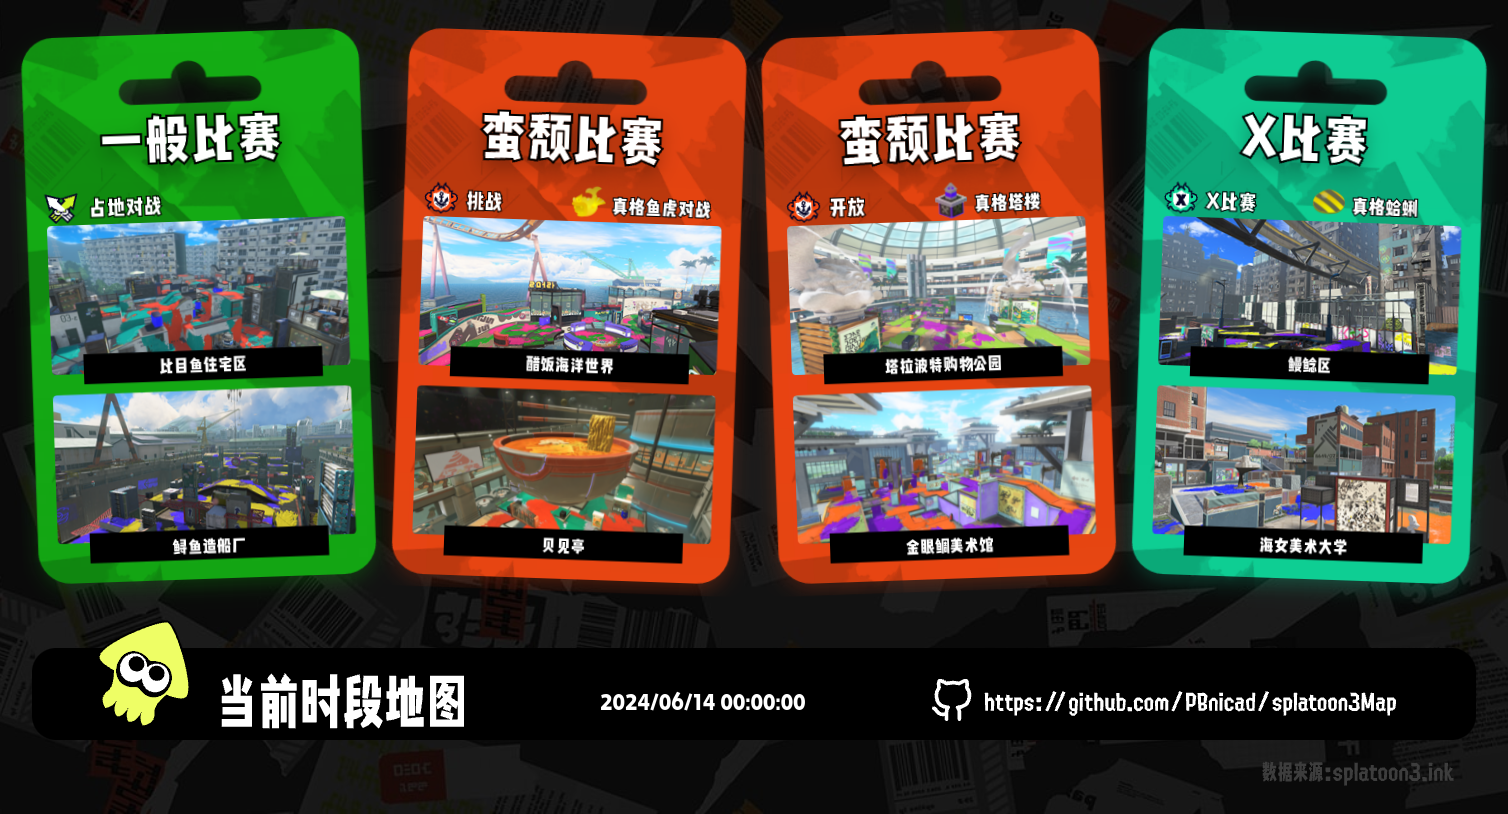 一般比赛
占地对战
比目鱼住宅区
鲟鱼造船厂
蛮颓比赛
挑战
真格鱼虎对战
醋饭海洋世界
贝见亭
蛮颓比赛
开放
真格塔楼
塔拉波特购物公园
金眼鲷美术馆
X比赛
X比赛
真格蛤蜊
鳗鲶区
海女美术大学
当前时段地图
2024/06/14 00:00:00
https://github.com/PBnicad/splatoon3Map
数据来源:splatoon3.ink